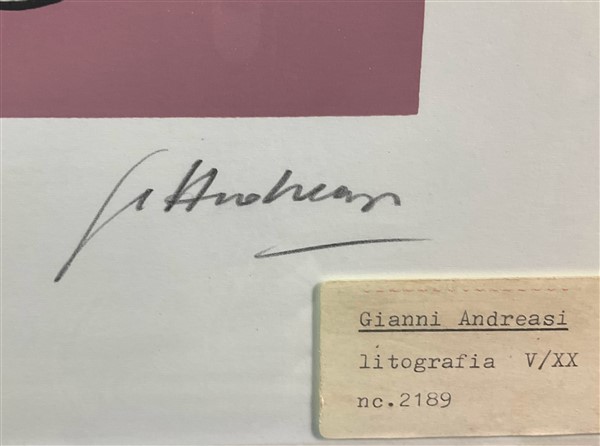 G Andreasi
Gianni Andreasi
litografia V/XX
nc.2189